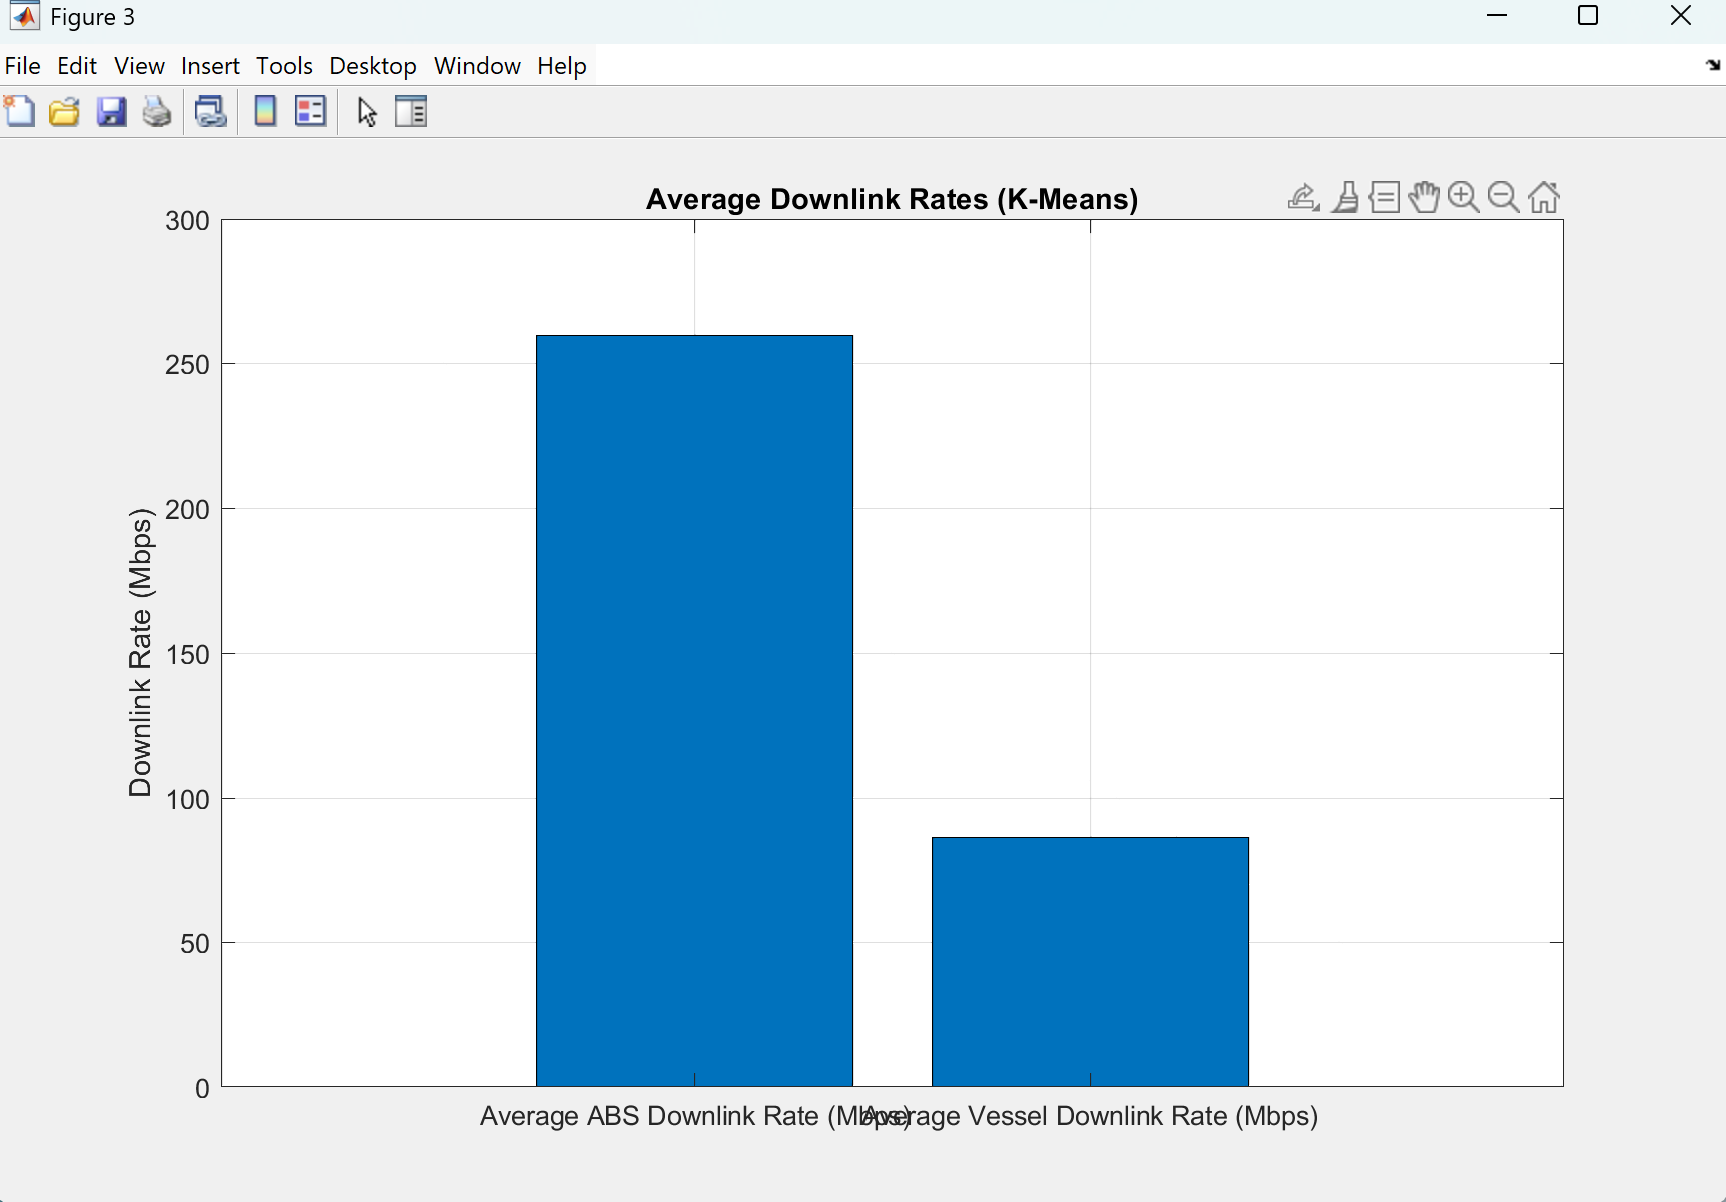 Figure 3
File Edit View Insert Tools Desktop Window Help
Average Downlink Rates (K-Means)
300
250
200
150
100
50
0
Downlink Rate (Mbps)
Average ABS Downlink Rate (Mbps)
Average Vessel Downlink Rate (Mbps)